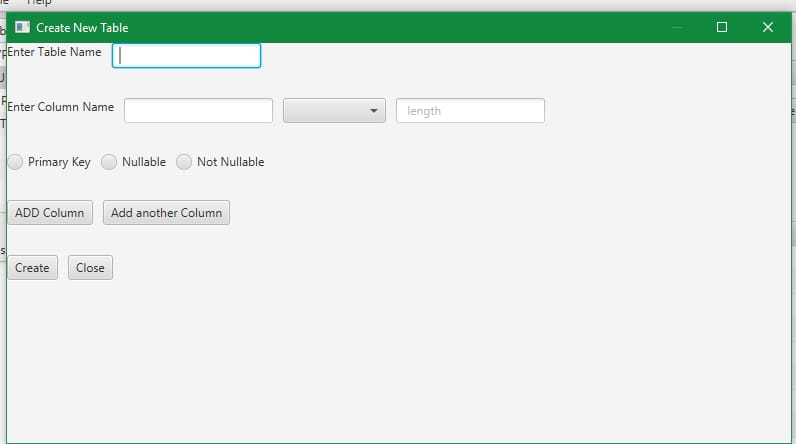 Help
Create New Table
Enter Table Name
Enter Column Name
length
Primary Key Nullable Not Nullable
ADD Column Add another Column
Create Close